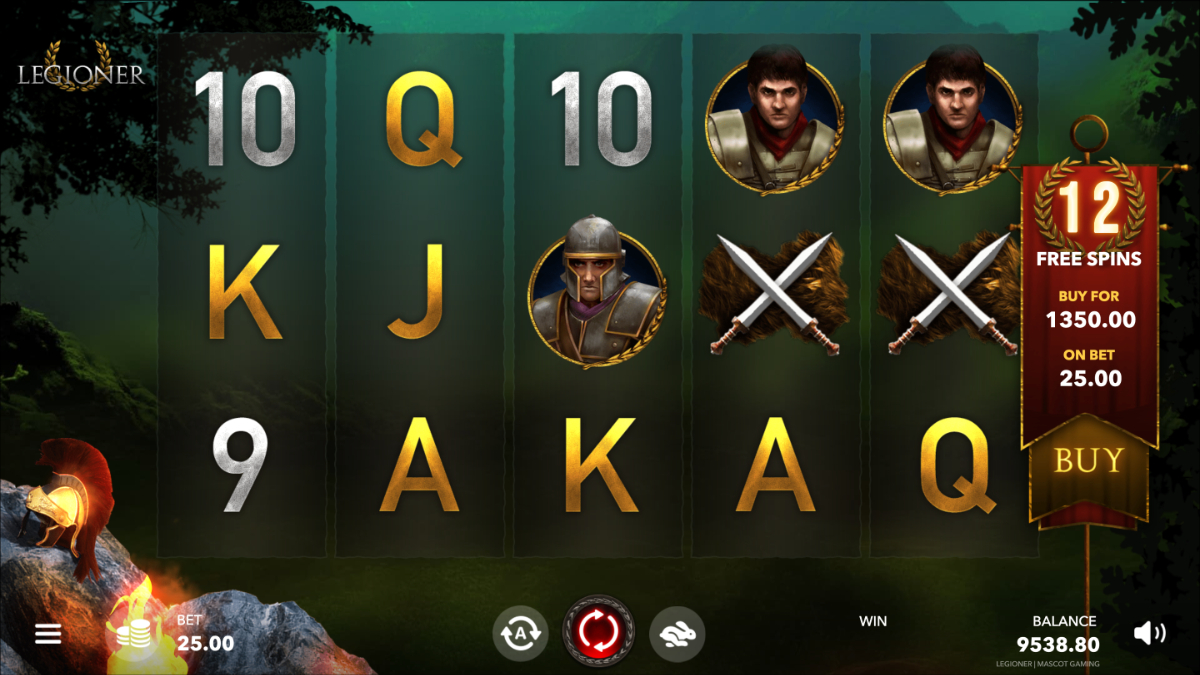 LEGIONER
10 Q 10
K J
9 A K A Q
12
FREE SPINS
BUY FOR
1350.00
ON BET
25.00
BUY
BET
25.00
A
WIN
BALANCE
9538.80
LEGIONER | MASCOT GAMING